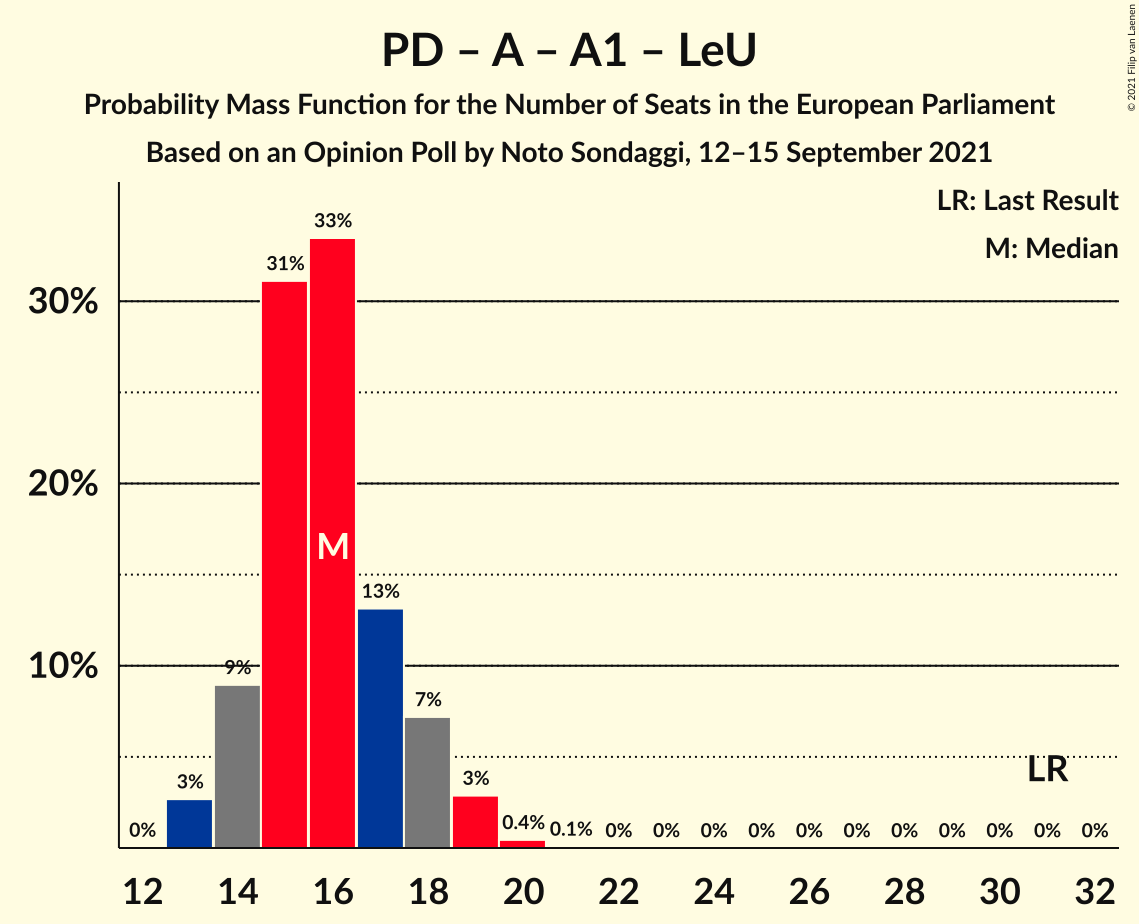 PD – A – A1 – LeU
Probability Mass Function for the Number of Seats in the European Parliament
Based on an Opinion Poll by Noto Sondaggi, 12–15 September 2021
© 2021 Filip van Laenen
LR: Last Result
M: Median
30%
20%
10%
0%
3%
9%
31%
33%
13%
7%
3%
0.4%
0.1%
0%
0%
0%
0%
0%
0%
0%
0%
0%
0%
0%
M
LR
12 14 16 18 20 22 24 26 28 30 32